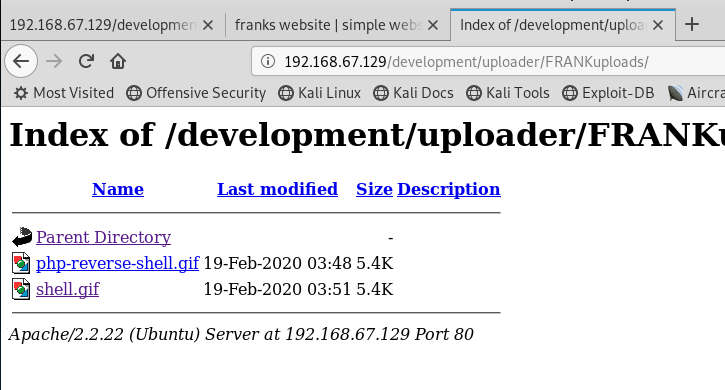 192.168.67.129/developmen
franks website | simple webs
Index of /development/uploa
192.168.67.129/development/uploader/FRANKuploads/
Most Visited Offensive Security Kali Linux Kali Docs Kali Tools Exploit-DB Aircra
Index of /development/uploader/FRANKu
Name Last modified Size Description
Parent Directory -
php-reverse-shell.gif 19-Feb-2020 03:48 5.4K
shell.gif 19-Feb-2020 03:51 5.4K
Apache/2.2.22 (Ubuntu) Server at 192.168.67.129 Port 80